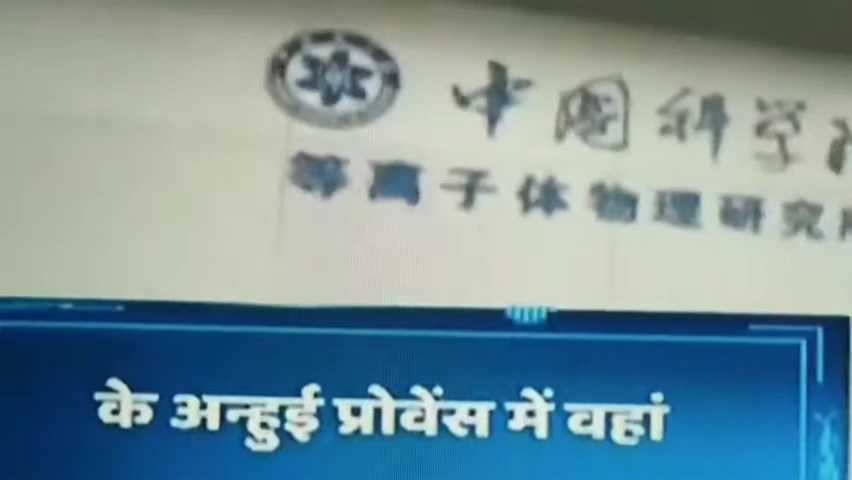 中国科学
等离子体物理研究
के अन्हुई प्रोवेंस में वहां